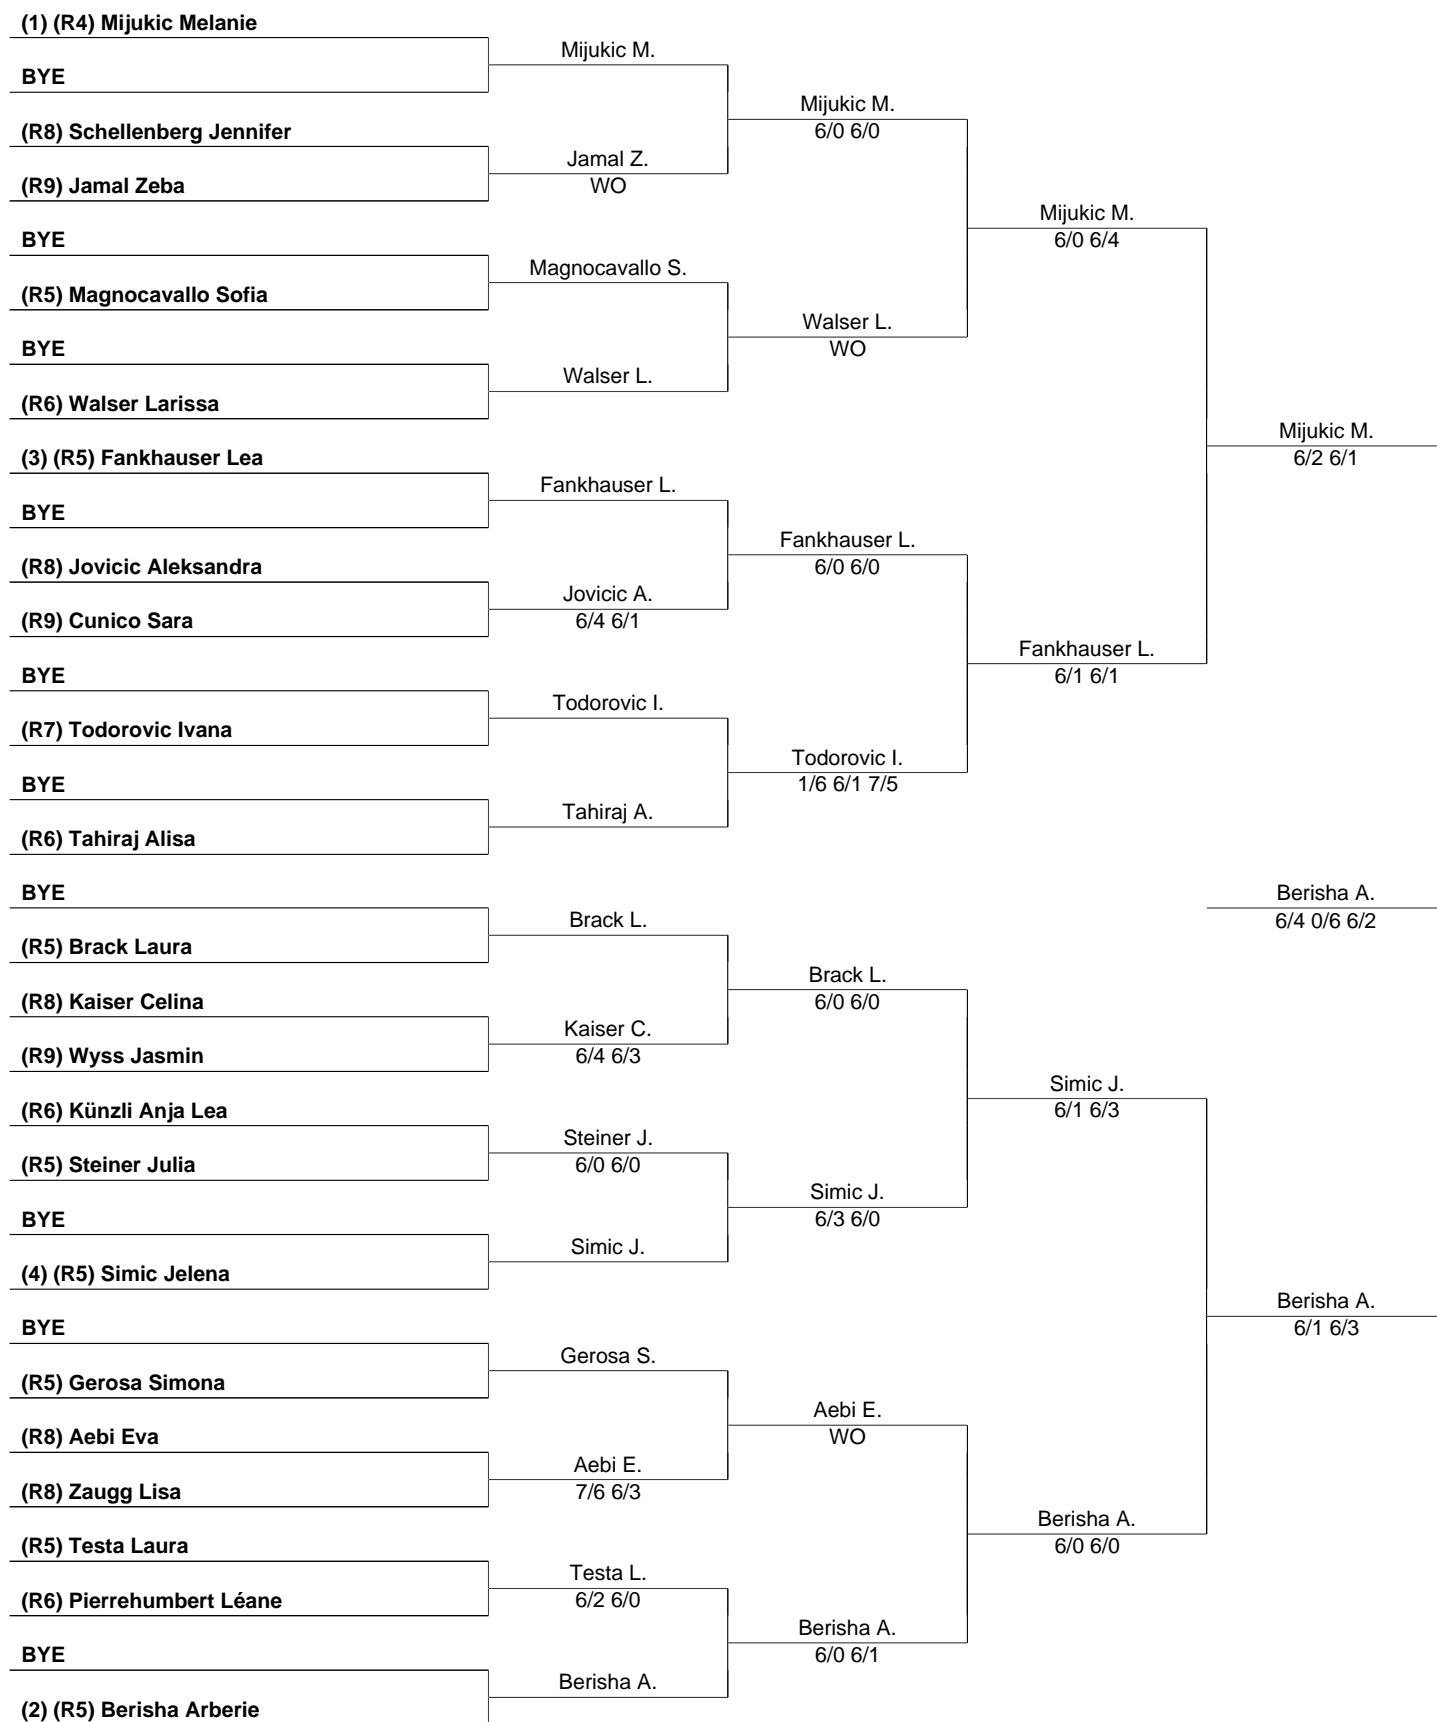 (1) (R4) Mijukic Melanie
Mijukic M.
BYE
Mijukic M.
6/0 6/0
(R8) Schellenberg Jennifer
Jamal Z.
WO
(R9) Jamal Zeba
Mijukic M.
6/0 6/4
BYE
Magnocavallo S.
(R5) Magnocavallo Sofia
Walser L.
WO
BYE
Walser L.
(R6) Walser Larissa
Mijukic M.
6/2 6/1
(3) (R5) Fankhauser Lea
Fankhauser L.
BYE
Fankhauser L.
6/0 6/0
(R8) Jovicic Aleksandra
Jovicic A.
6/4 6/1
(R9) Cunico Sara
Fankhauser L.
6/1 6/1
BYE
Todorovic I.
(R7) Todorovic Ivana
Todorovic I.
1/6 6/1 7/5
BYE
Tahiraj A.
(R6) Tahiraj Alisa
BYE
Berisha A.
6/4 0/6 6/2
Brack L.
(R5) Brack Laura
Brack L.
6/0 6/0
(R8) Kaiser Celina
Kaiser C.
6/4 6/3
(R9) Wyss Jasmin
Simic J.
6/1 6/3
(R6) Künzli Anja Lea
Steiner J.
6/0 6/0
(R5) Steiner Julia
Simic J.
6/3 6/0
BYE
Simic J.
(4) (R5) Simic Jelena
Berisha A.
6/1 6/3
BYE
Gerosa S.
(R5) Gerosa Simona
Aebi E.
WO
(R8) Aebi Eva
Aebi E.
7/6 6/3
(R8) Zaugg Lisa
Berisha A.
6/0 6/0
(R5) Testa Laura
Testa L.
6/2 6/0
(R6) Pierrehumbert Léane
Berisha A.
6/0 6/1
BYE
Berisha A.
(2) (R5) Berisha Arberie